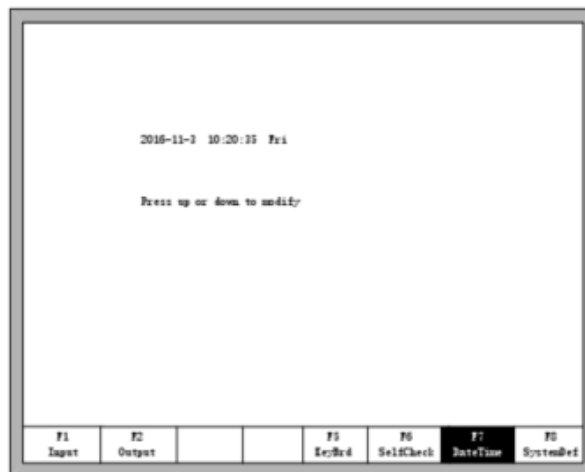 2016-11-3 10:20:35 Fri
Press up or down to modify
F1 F2 F5 F6 F7 F8
Input Output KeyBrd SelfCheck DateTime SystemDef